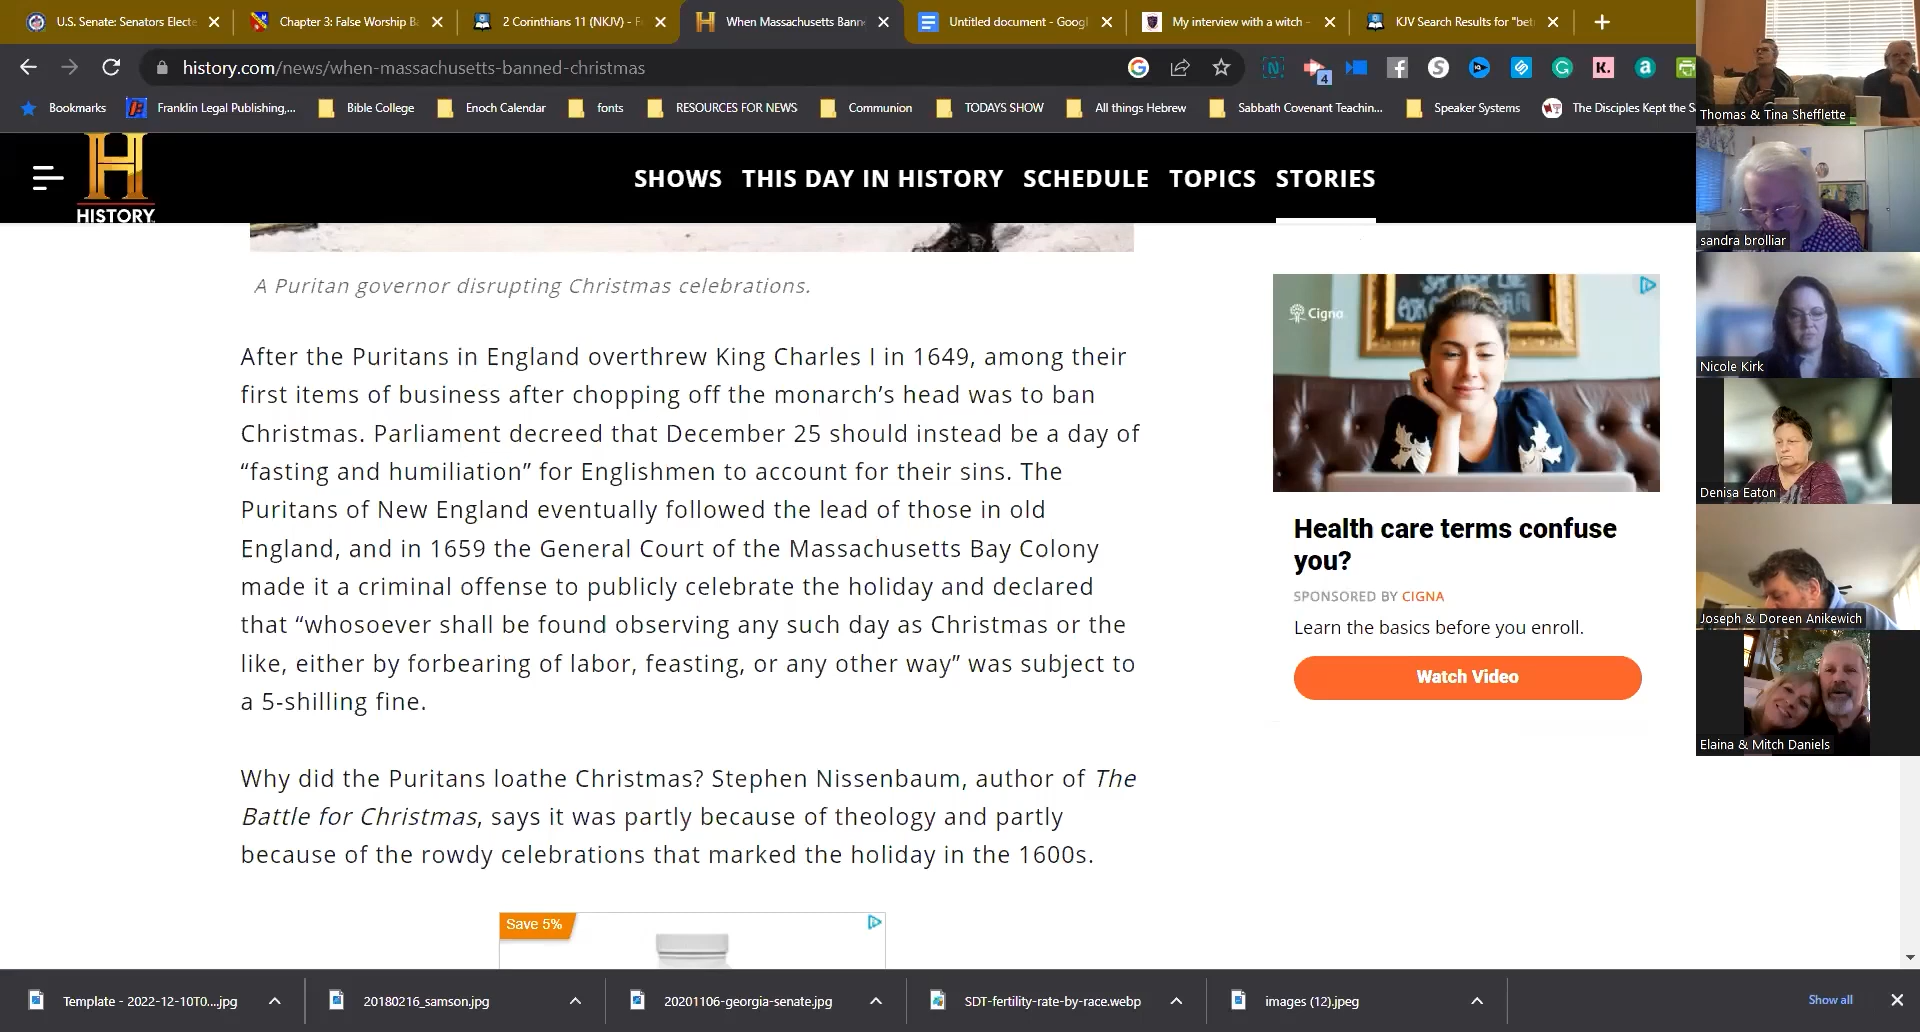 U.S. Senate: Senators Elect
Chapter 3: False Worship B
2 Corinthians 11 (NKJV) - F
When Massachusetts Bann
Untitled document - Googl
My interview with a witch -
KJV Search Results for "bet
history.com/news/when-massachusetts-banned-christmas
4
Bookmarks
Franklin Legal Publishing,...
Bible College
Enoch Calendar
fonts
RESOURCES FOR NEWS
Communion
TODAYS SHOW
All things Hebrew
Sabbath Covenant Teachin...
Speaker Systems
The Disciples Kept the S
HISTORY
SHOWS
THIS DAY IN HISTORY
SCHEDULE
TOPICS
STORIES
A Puritan governor disrupting Christmas celebrations.
After the Puritans in England overthrew King Charles I in 1649, among their
first items of business after chopping off the monarch’s head was to ban
Christmas. Parliament decreed that December 25 should instead be a day of
“fasting and humiliation” for Englishmen to account for their sins. The
Puritans of New England eventually followed the lead of those in old
England, and in 1659 the General Court of the Massachusetts Bay Colony
made it a criminal offense to publicly celebrate the holiday and declared
that “whosoever shall be found observing any such day as Christmas or the
like, either by forbearing of labor, feasting, or any other way” was subject to
a 5-shilling fine.
Why did the Puritans loathe Christmas? Stephen Nissenbaum, author of The
Battle for Christmas, says it was partly because of theology and partly
because of the rowdy celebrations that marked the holiday in the 1600s.
Save 5%
Cigna
Health care terms confuse
you?
SPONSORED BY CIGNA
Learn the basics before you enroll.
Watch Video
Thomas & Tina Shefflette
sandra brolliar
Nicole Kirk
Denisa Eaton
Joseph & Doreen Anikewich
Elaina & Mitch Daniels
Template - 2022-12-10T0....jpg
20180216_samson.jpg
20201106-georgia-senate.jpg
SDT-fertility-rate-by-race.webp
images (12).jpeg
Show all